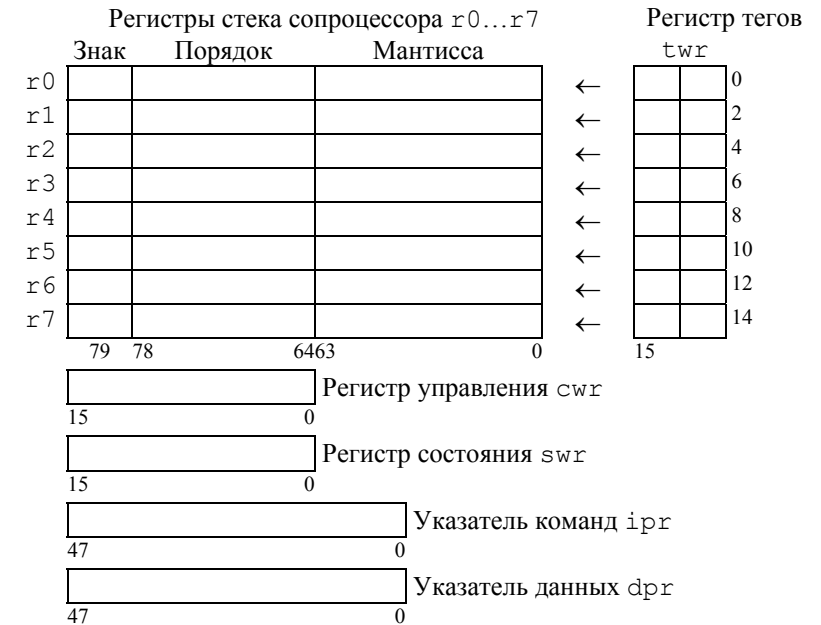 Регистры стека сопроцессора r0...r7 Регистр тегов
Знак Порядок Мантисса twr
r0 ← 0
r1 ← 2
r2 ← 4
r3 ← 6
r4 ← 8
r5 ← 10
r6 ← 12
r7 ← 14
79 78 6463 0 15
Регистр управления cwr
15 0
Регистр состояния swr
15 0
Указатель команд ipr
47 0
Указатель данных dpr
47 0